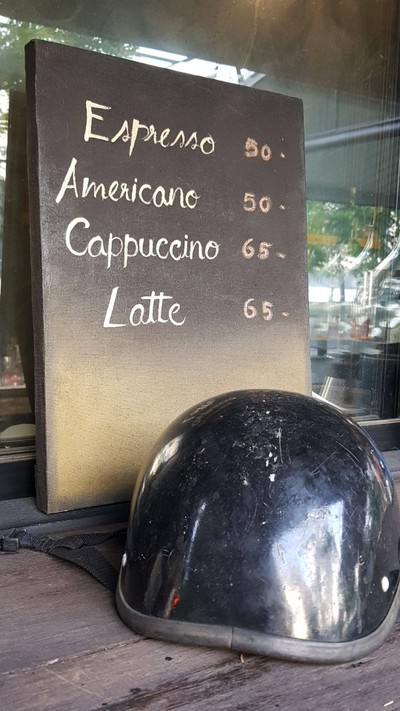 Espresso 50.-
Americano 50.-
Cappuccino 65.-
Latte 65.-